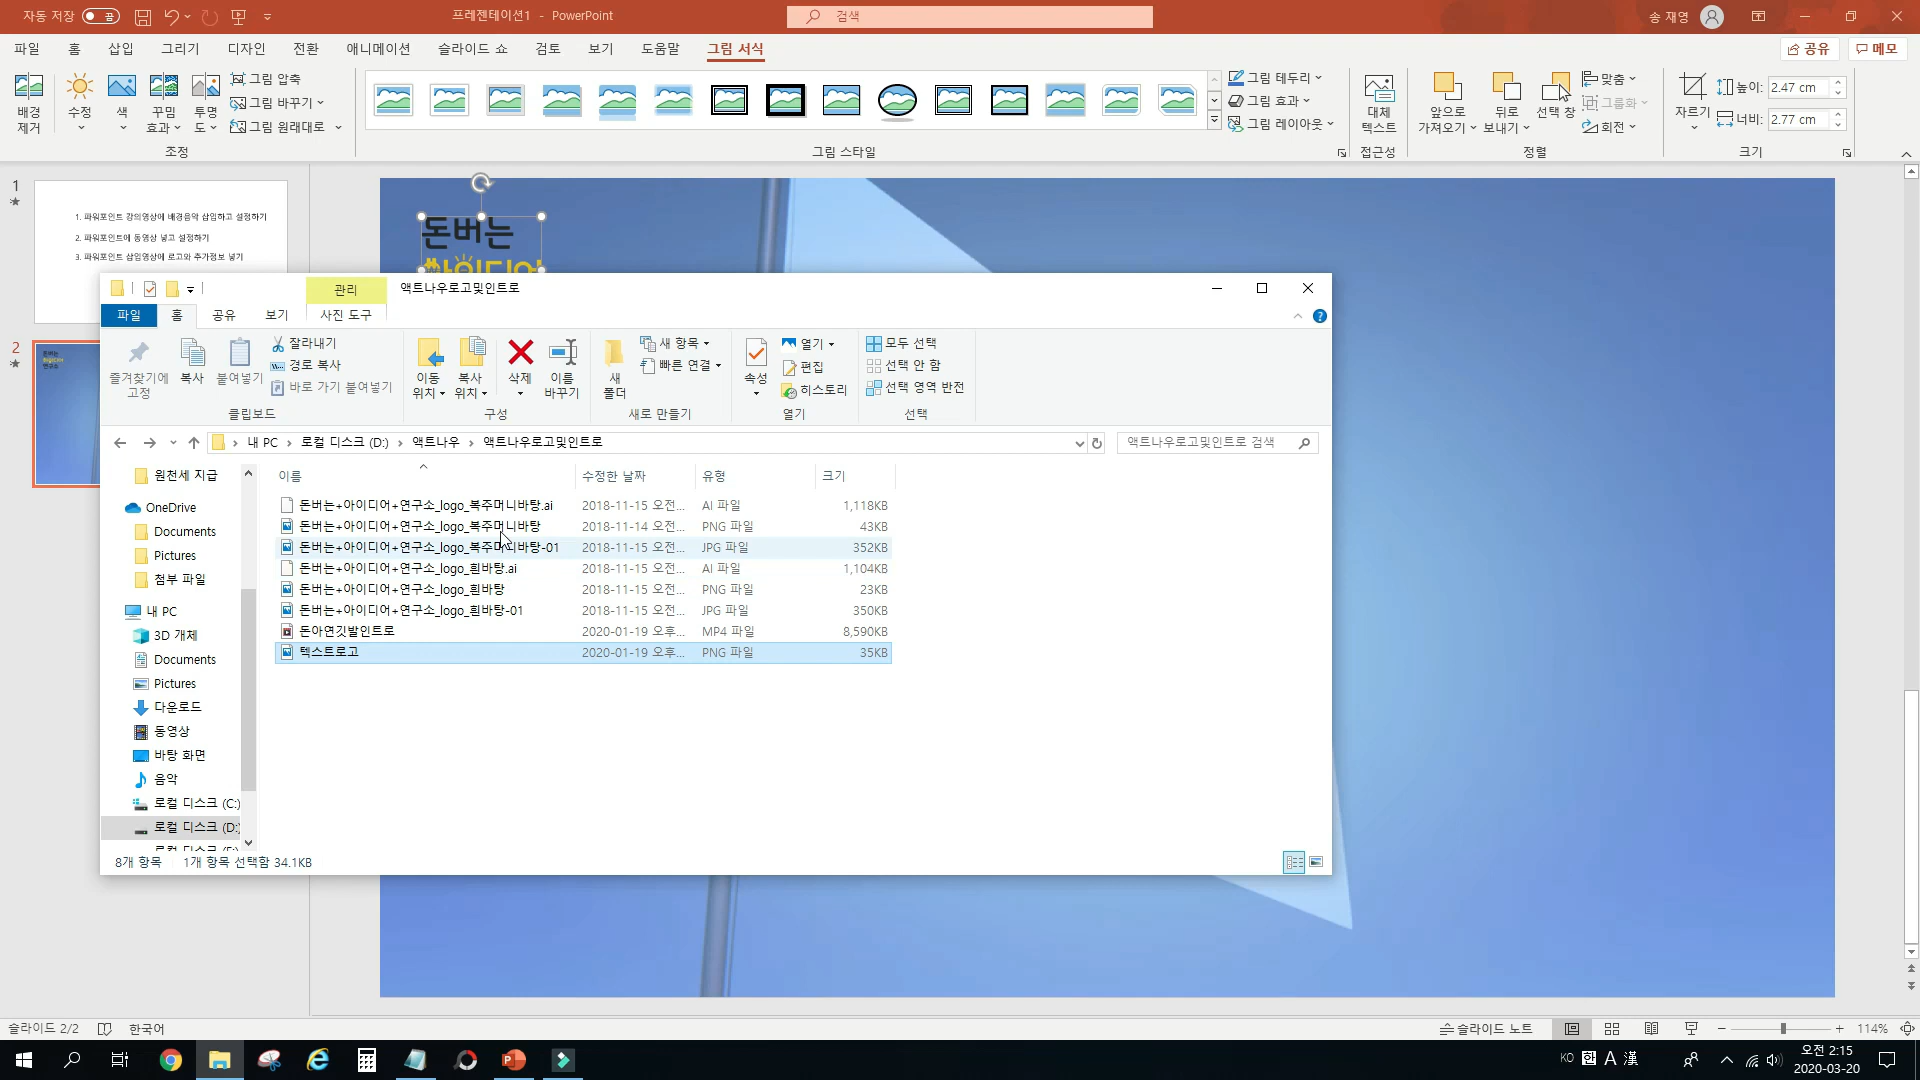 자동 저장 끔
프레젠테이션1 - PowerPoint
검색
송 재영
파일 홈 삽입 그리기 디자인 전환 애니메이션 슬라이드 쇼 검토 보기 도움말 그림 서식
공유 메모
배경 제거
수정
색
꾸밈 효과
투명도
그림 압축
그림 바꾸기
그림 원래대로
조정
그림 스타일
그림 테두리
그림 효과
그림 레이아웃
대체 텍스트
접근성
앞으로 가져오기
뒤로 보내기
선택 창
맞춤
그룹화
회전
정렬
자르기
높이: 2.47 cm
너비: 2.77 cm
크기
1
1. 파워포인트 강의영상에 배경음악 삽입하고 설정하기
2. 파워포인트에 동영상 넣고 설정하기
3. 파워포인트 삽입영상에 로고와 추가정보 넣기
2
돈버는
아이디어
연구소
돈버는
관리
액트나우로고및인트로
파일 홈 공유 보기 사진 도구
즐겨찾기에 고정
복사
붙여넣기
잘라내기
경로 복사
바로 가기 붙여넣기
클립보드
이동 위치
복사 위치
삭제
이름 바꾸기
구성
새 폴더
새 항목
빠른 연결
새로 만들기
속성
열기
편집
히스토리
열기
모두 선택
선택 안 함
선택 영역 반전
선택
내 PC › 로컬 디스크 (D:) › 액트나우 › 액트나우로고및인트로
액트나우로고및인트로 검색
원천세 지급
OneDrive
Documents
Pictures
첨부 파일
내 PC
3D 개체
Documents
Pictures
다운로드
동영상
바탕 화면
음악
로컬 디스크 (C:)
로컬 디스크 (D:)
이름 수정한 날짜 유형 크기
돈버는+아이디어+연구소_logo_복주머니바탕.ai 2018-11-15 오전... AI 파일 1,118KB
돈버는+아이디어+연구소_logo_복주머니바탕 2018-11-14 오전... PNG 파일 43KB
돈버는+아이디어+연구소_logo_복주머니바탕-01 2018-11-15 오전... JPG 파일 352KB
돈버는+아이디어+연구소_logo_흰바탕.ai 2018-11-15 오전... AI 파일 1,104KB
돈버는+아이디어+연구소_logo_흰바탕 2018-11-15 오전... PNG 파일 23KB
돈버는+아이디어+연구소_logo_흰바탕-01 2018-11-15 오전... JPG 파일 350KB
돈아연깃발인트로 2020-01-19 오후... MP4 파일 8,590KB
텍스트로고 2020-01-19 오후... PNG 파일 35KB
8개 항목 1개 항목 선택함 34.1KB
슬라이드 2/2 한국어
슬라이드 노트
114%
KO 한 A 漢
오전 2:15
2020-03-20